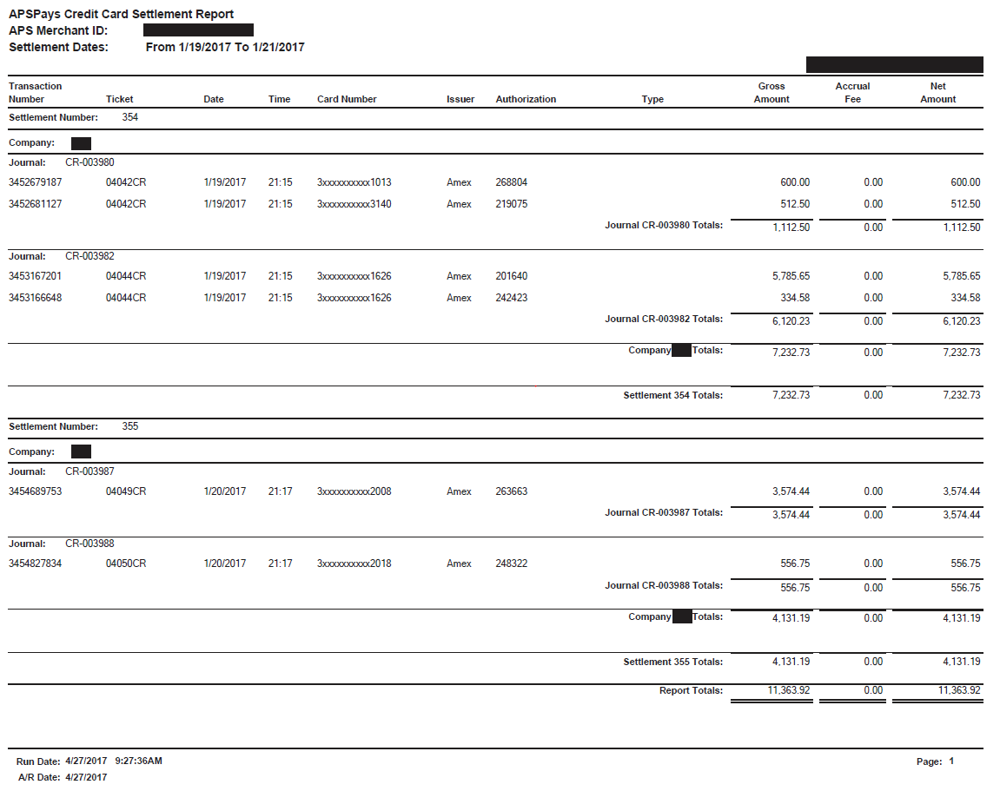 APSPays Credit Card Settlement Report
APS Merchant ID:
Settlement Dates: From 1/19/2017 To 1/21/2017
Transaction Number Ticket Date Time Card Number Issuer Authorization Type Gross Amount Accrual Fee Net Amount
Settlement Number: 354
Company:
Journal: CR-003980
3452679187 04042CR 1/19/2017 21:15 3xxxxxxxxxx1013 Amex 268804 600.00 0.00 600.00
3452681127 04042CR 1/19/2017 21:15 3xxxxxxxxxx3140 Amex 219075 512.50 0.00 512.50
Journal CR-003980 Totals: 1,112.50 0.00 1,112.50
Journal: CR-003982
3453167201 04044CR 1/19/2017 21:15 3xxxxxxxxxx1626 Amex 201640 5,785.65 0.00 5,785.65
3453166648 04044CR 1/19/2017 21:15 3xxxxxxxxxx1626 Amex 242423 334.58 0.00 334.58
Journal CR-003982 Totals: 6,120.23 0.00 6,120.23
Company Totals: 7,232.73 0.00 7,232.73
Settlement 354 Totals: 7,232.73 0.00 7,232.73
Settlement Number: 355
Company:
Journal: CR-003987
3454689753 04049CR 1/20/2017 21:17 3xxxxxxxxxx2008 Amex 263663 3,574.44 0.00 3,574.44
Journal CR-003987 Totals: 3,574.44 0.00 3,574.44
Journal: CR-003988
3454827834 04050CR 1/20/2017 21:17 3xxxxxxxxxx2018 Amex 248322 556.75 0.00 556.75
Journal CR-003988 Totals: 556.75 0.00 556.75
Company Totals: 4,131.19 0.00 4,131.19
Settlement 355 Totals: 4,131.19 0.00 4,131.19
Report Totals: 11,363.92 0.00 11,363.92
Run Date: 4/27/2017 9:27:36AM Page: 1
A/R Date: 4/27/2017